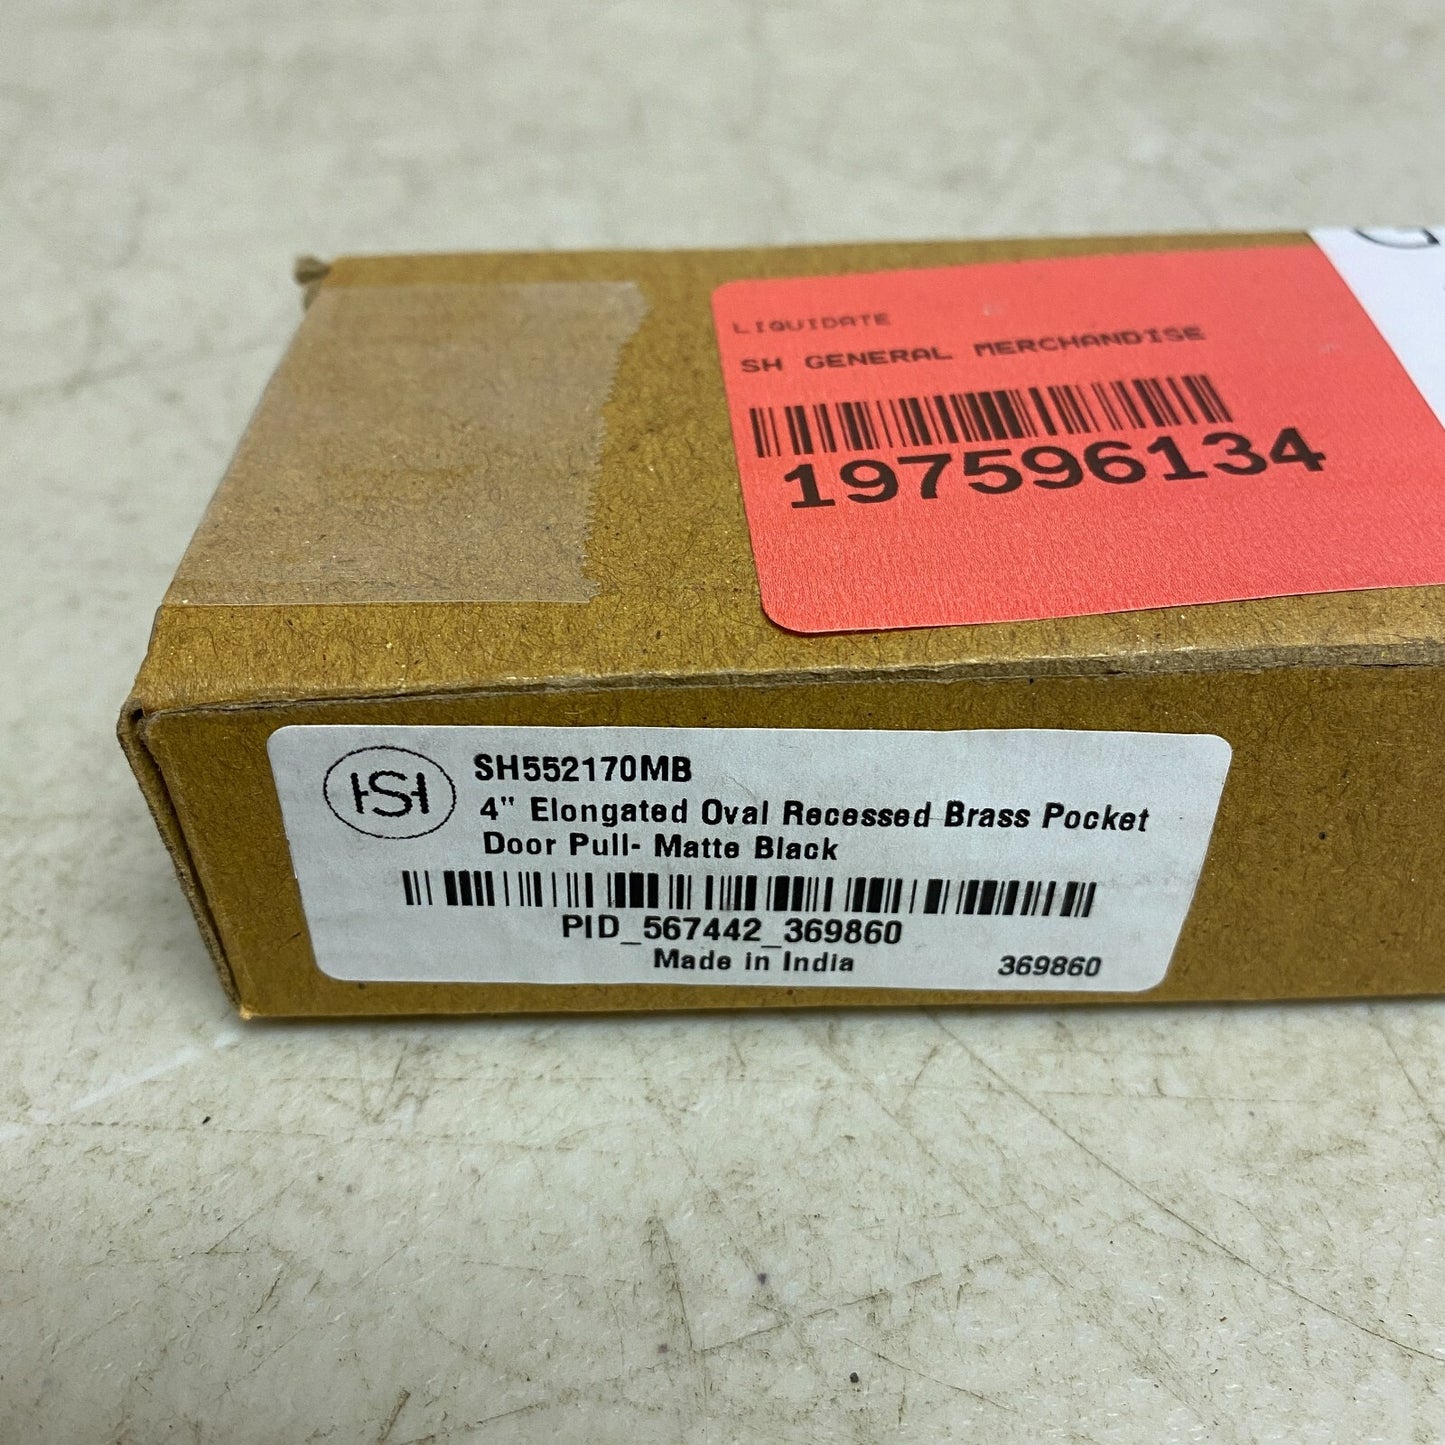 LIQUIDATE
SH GENERAL MERCHANDISE
197596134
SH
SH552170MB
4" Elongated Oval Recessed Brass Pocket
Door Pull- Matte Black
PID_567442_369860
Made in India
369860